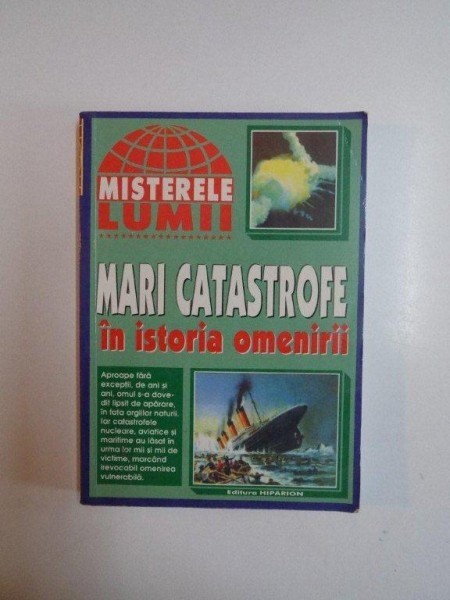 MISTERELE
LUMII
MARI CATASTROFE
în istoria omenirii
Aproape fără
excepții, de ani și
ani, omul s-a dove-
dit lipsit de apărare,
în fața orgiilor naturii.
Iar catastrofele
nucleare, aviatice și
maritime au lăsat în
urma lor mii și mii de
victime, marcând
irevocabil omenirea
vulnerabilă.
Editura HIPARION